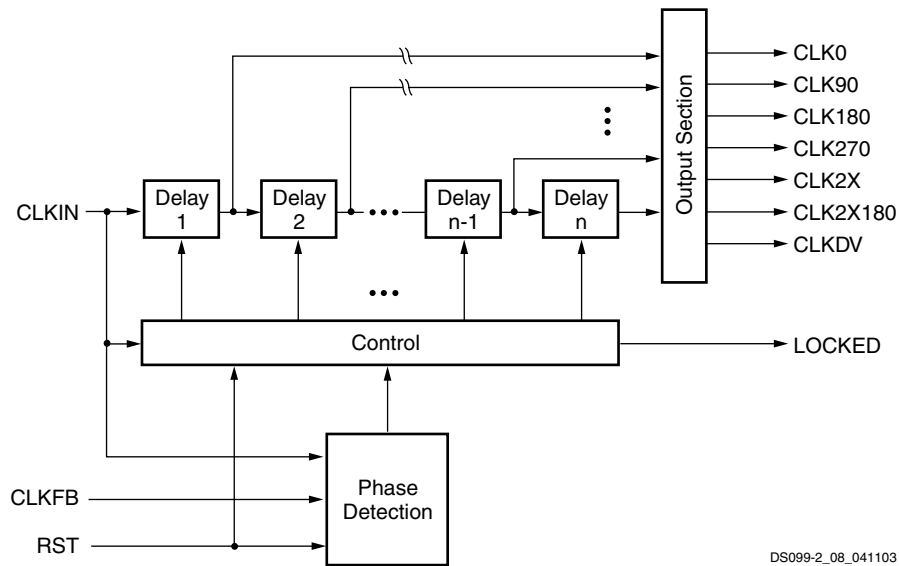 CLK0
CLK90
CLK180
CLK270
CLK2X
CLK2X180
CLKDV
Output Section
CLKIN
Delay
1
Delay
2
Delay
n-1
Delay
n
Control
LOCKED
Phase
Detection
CLKFB
RST
DS099-2_08_041103